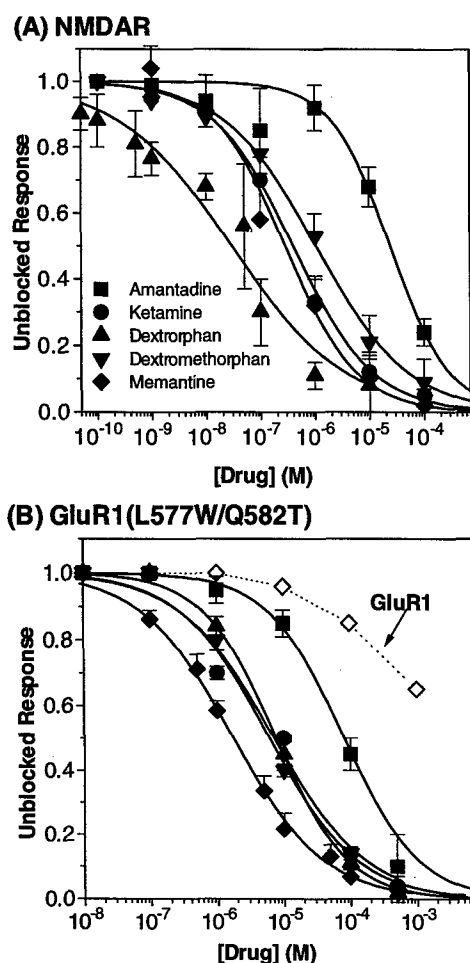 (A) NMDAR
Unblocked Response
1.0
0.8
0.6
0.4
0.2
0.0
Amantadine
Ketamine
Dextrorphan
Dextromethorphan
Memantine
10⁻¹⁰ 10⁻⁹ 10⁻⁸ 10⁻⁷ 10⁻⁶ 10⁻⁵ 10⁻⁴
[Drug] (M)
(B) GluR1(L577W/Q582T)
Unblocked Response
1.0
0.8
0.6
0.4
0.2
0.0
GluR1
10⁻⁸ 10⁻⁷ 10⁻⁶ 10⁻⁵ 10⁻⁴ 10⁻³
[Drug] (M)